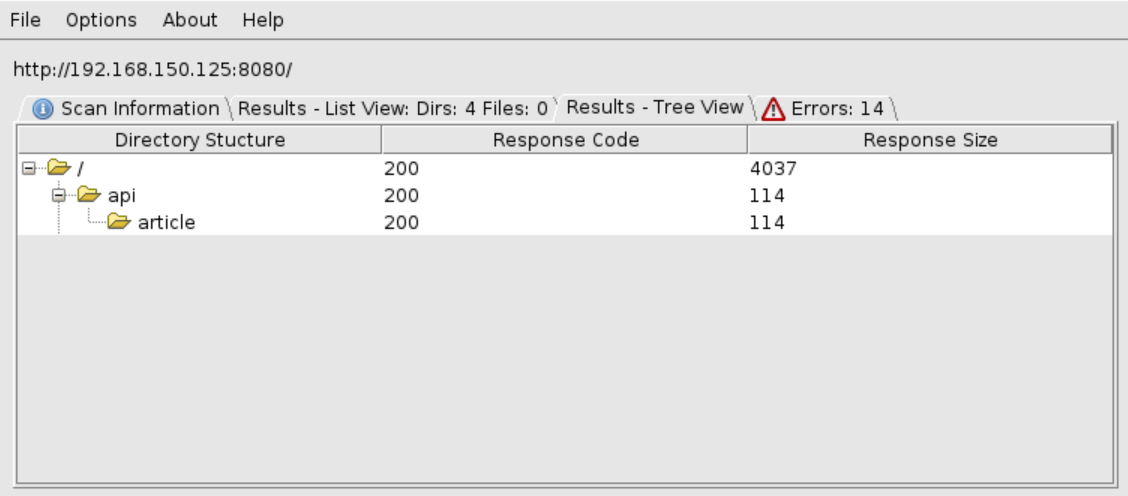 File Options About Help
http://192.168.150.125:8080/
Scan Information Results - List View: Dirs: 4 Files: 0 Results - Tree View Errors: 14
Directory Stucture Response Code Response Size
/ 200 4037
api 200 114
article 200 114